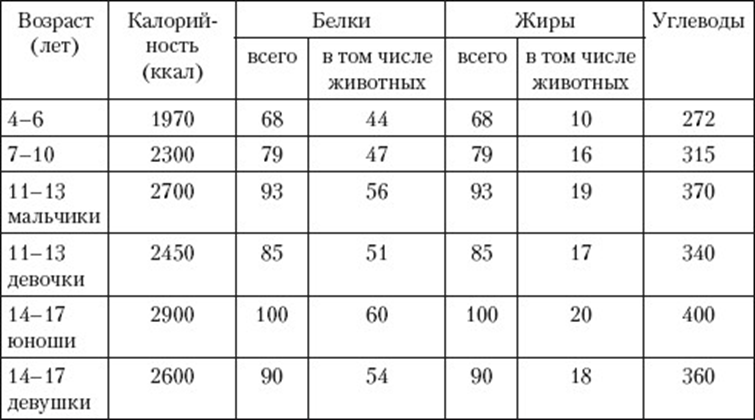 Возраст (лет) Калорий-ность (ккал) Белки Жиры Углеводы
всего в том числе животных всего в том числе животных
4–6 1970 68 44 68 10 272
7–10 2300 79 47 79 16 315
11–13 мальчики 2700 93 56 93 19 370
11–13 девочки 2450 85 51 85 17 340
14–17 юноши 2900 100 60 100 20 400
14–17 девушки 2600 90 54 90 18 360